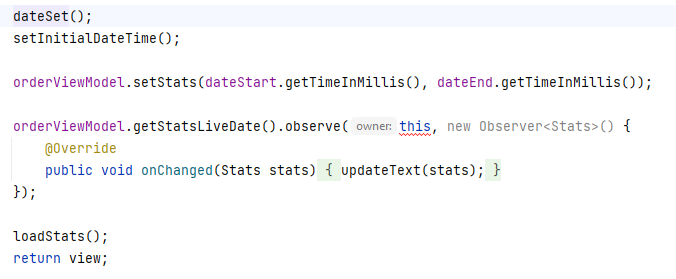 dateSet();
setInitialDateTime();
orderViewModel.setStats(dateStart.getTimeInMillis(), dateEnd.getTimeInMillis());
orderViewModel.getStatsLiveDate().observe( owner: this, new Observer<Stats>() {
@Override
public void onChanged(Stats stats) { updateText(stats); }
});
loadStats();
return view;